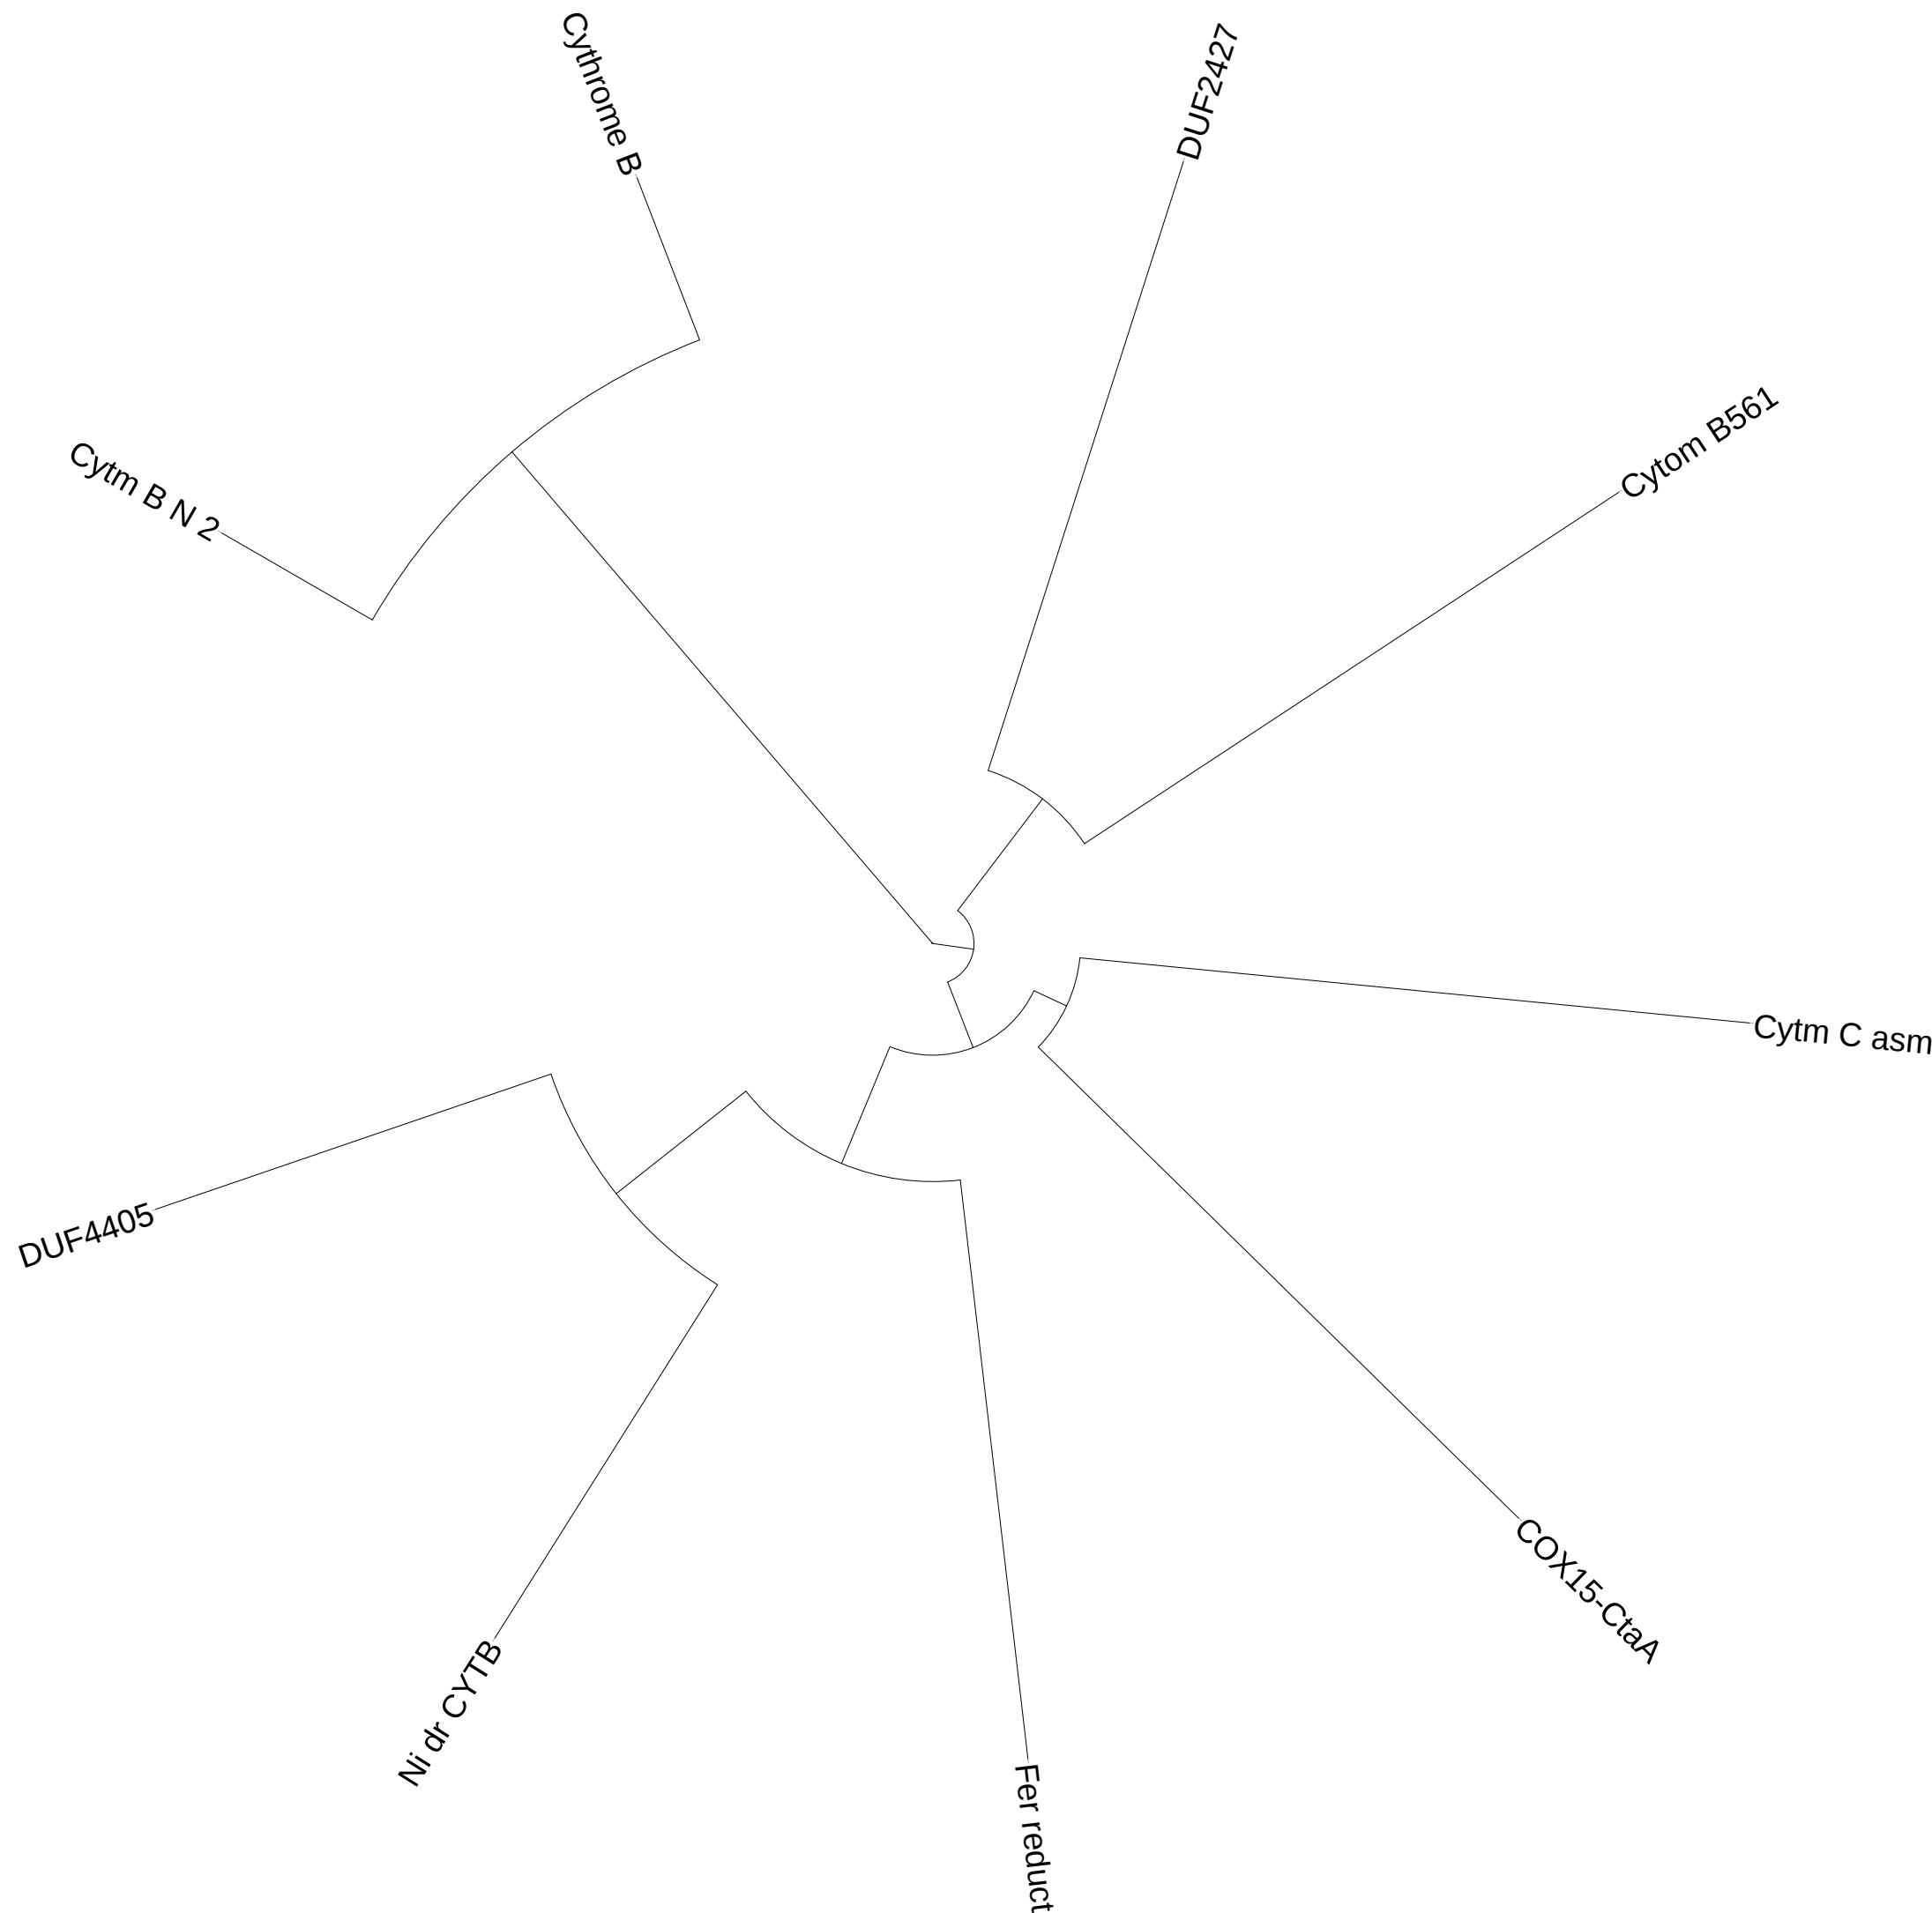 Cythrome B
DUF2427
Cytom B561
Cytm B N 2
Cytm C asm
DUF4405
COX15-CtaA
Ni dr CYTB
Fer reduct